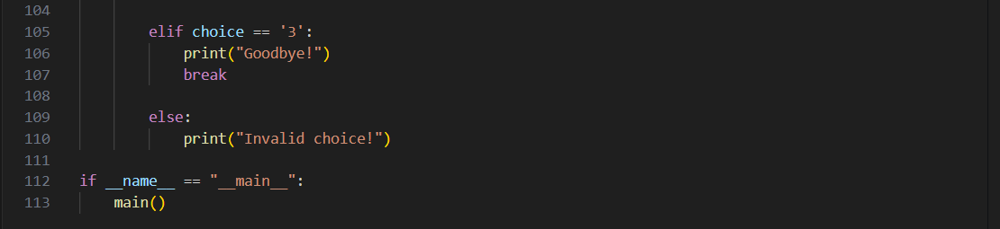 104
105 elif choice == '3':
106 print("Goodbye!")
107 break
108
109 else:
110 print("Invalid choice!")
111
112 if __name__ == "__main__":
113 main()